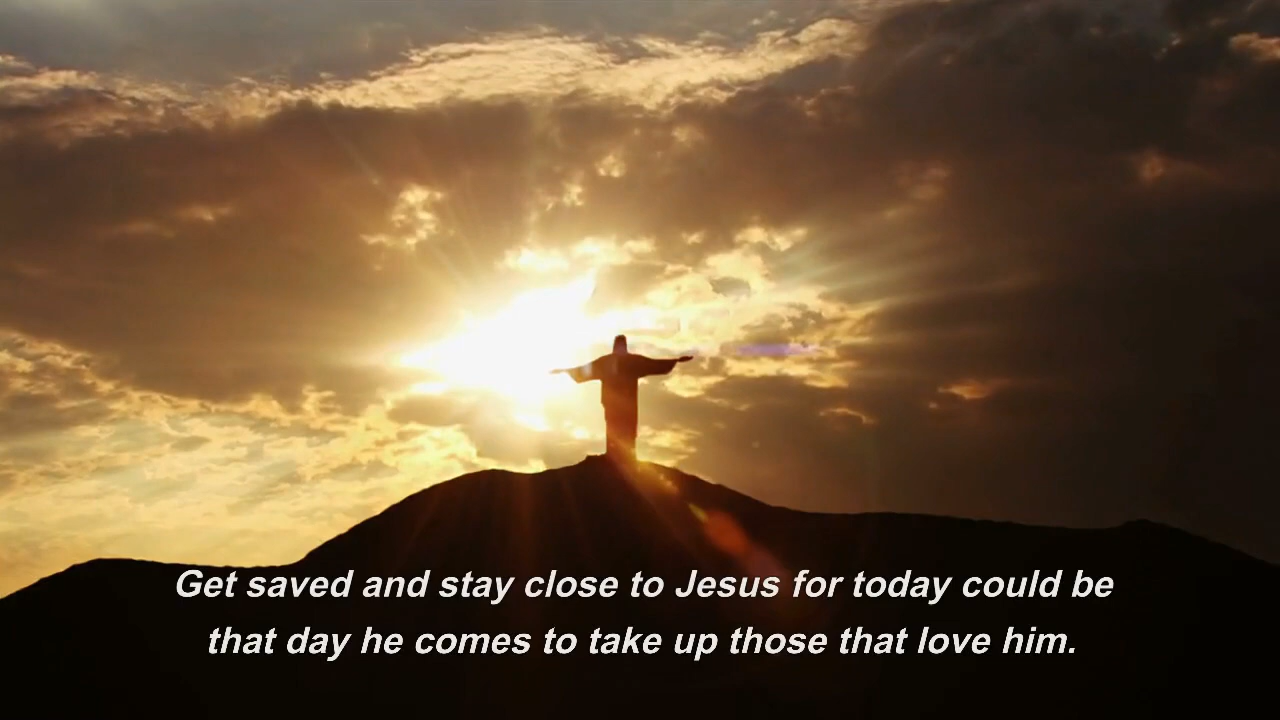 Get saved and stay close to Jesus for today could be
that day he comes to take up those that love him.